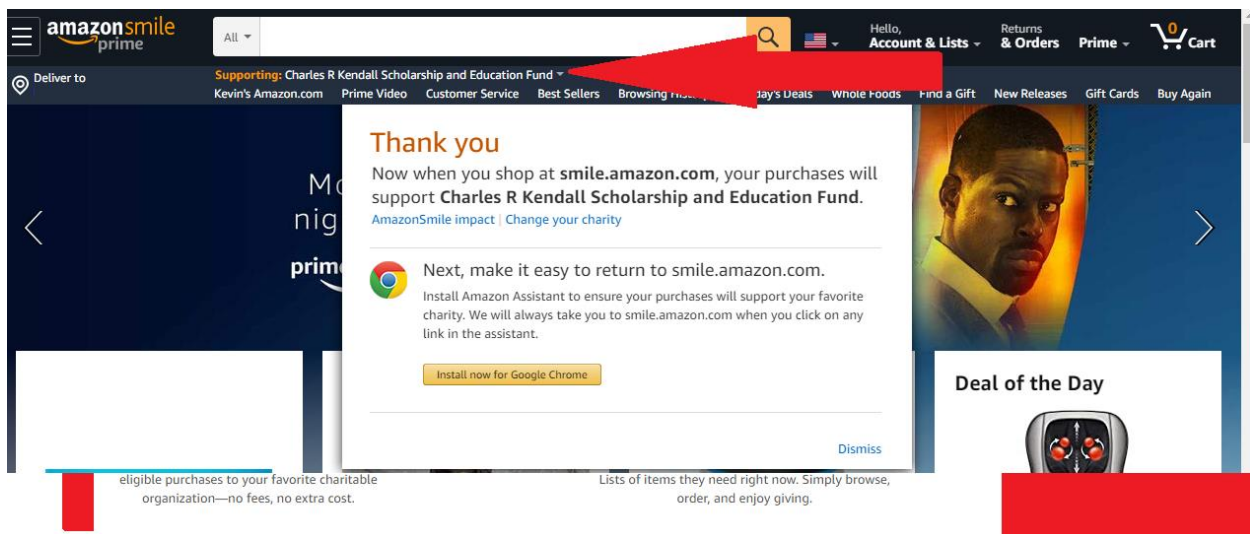 amazonsmile
prime
All
Hello,
Account & Lists
Returns
& Orders
Prime
0
Cart
Deliver to
Supporting: Charles R Kendall Scholarship and Education Fund
Kevin's Amazon.com Prime Video Customer Service Best Sellers Browsing Deals Whole Foods Find a Gift New Releases Gift Cards Buy Again
Thank you
Now when you shop at smile.amazon.com, your purchases will
support Charles R Kendall Scholarship and Education Fund.
AmazonSmile impact | Change your charity
prim
Next, make it easy to return to smile.amazon.com.
Install Amazon Assistant to ensure your purchases will support your favorite
charity. We will always take you to smile.amazon.com when you click on any
link in the assistant.
Install now for Google Chrome
Dismiss
Deal of the Day
eligible purchases to your favorite charitable
organization—no fees, no extra cost.
Lists of items they need right now. Simply browse,
order, and enjoy giving.